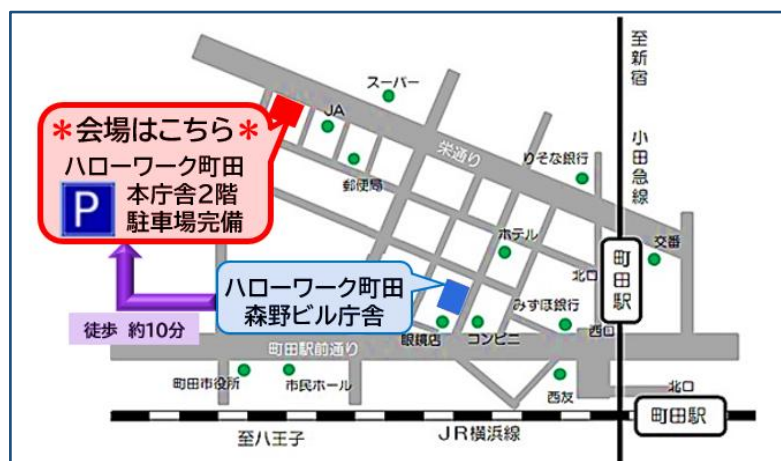 至新宿
小田急線
スーパー
JA
＊会場はこちら＊
ハローワーク町田
P
本庁舎2階
駐車場完備
栄通り
りそな銀行
郵便局
ホテル
北口
交番
町田駅
ハローワーク町田
森野ビル庁舎
みずほ銀行
徒歩 約10分
眼鏡店
コンビニ
西口
町田駅前通り
町田市役所
市民ホール
西友
北口
町田駅
至八王子
JR横浜線